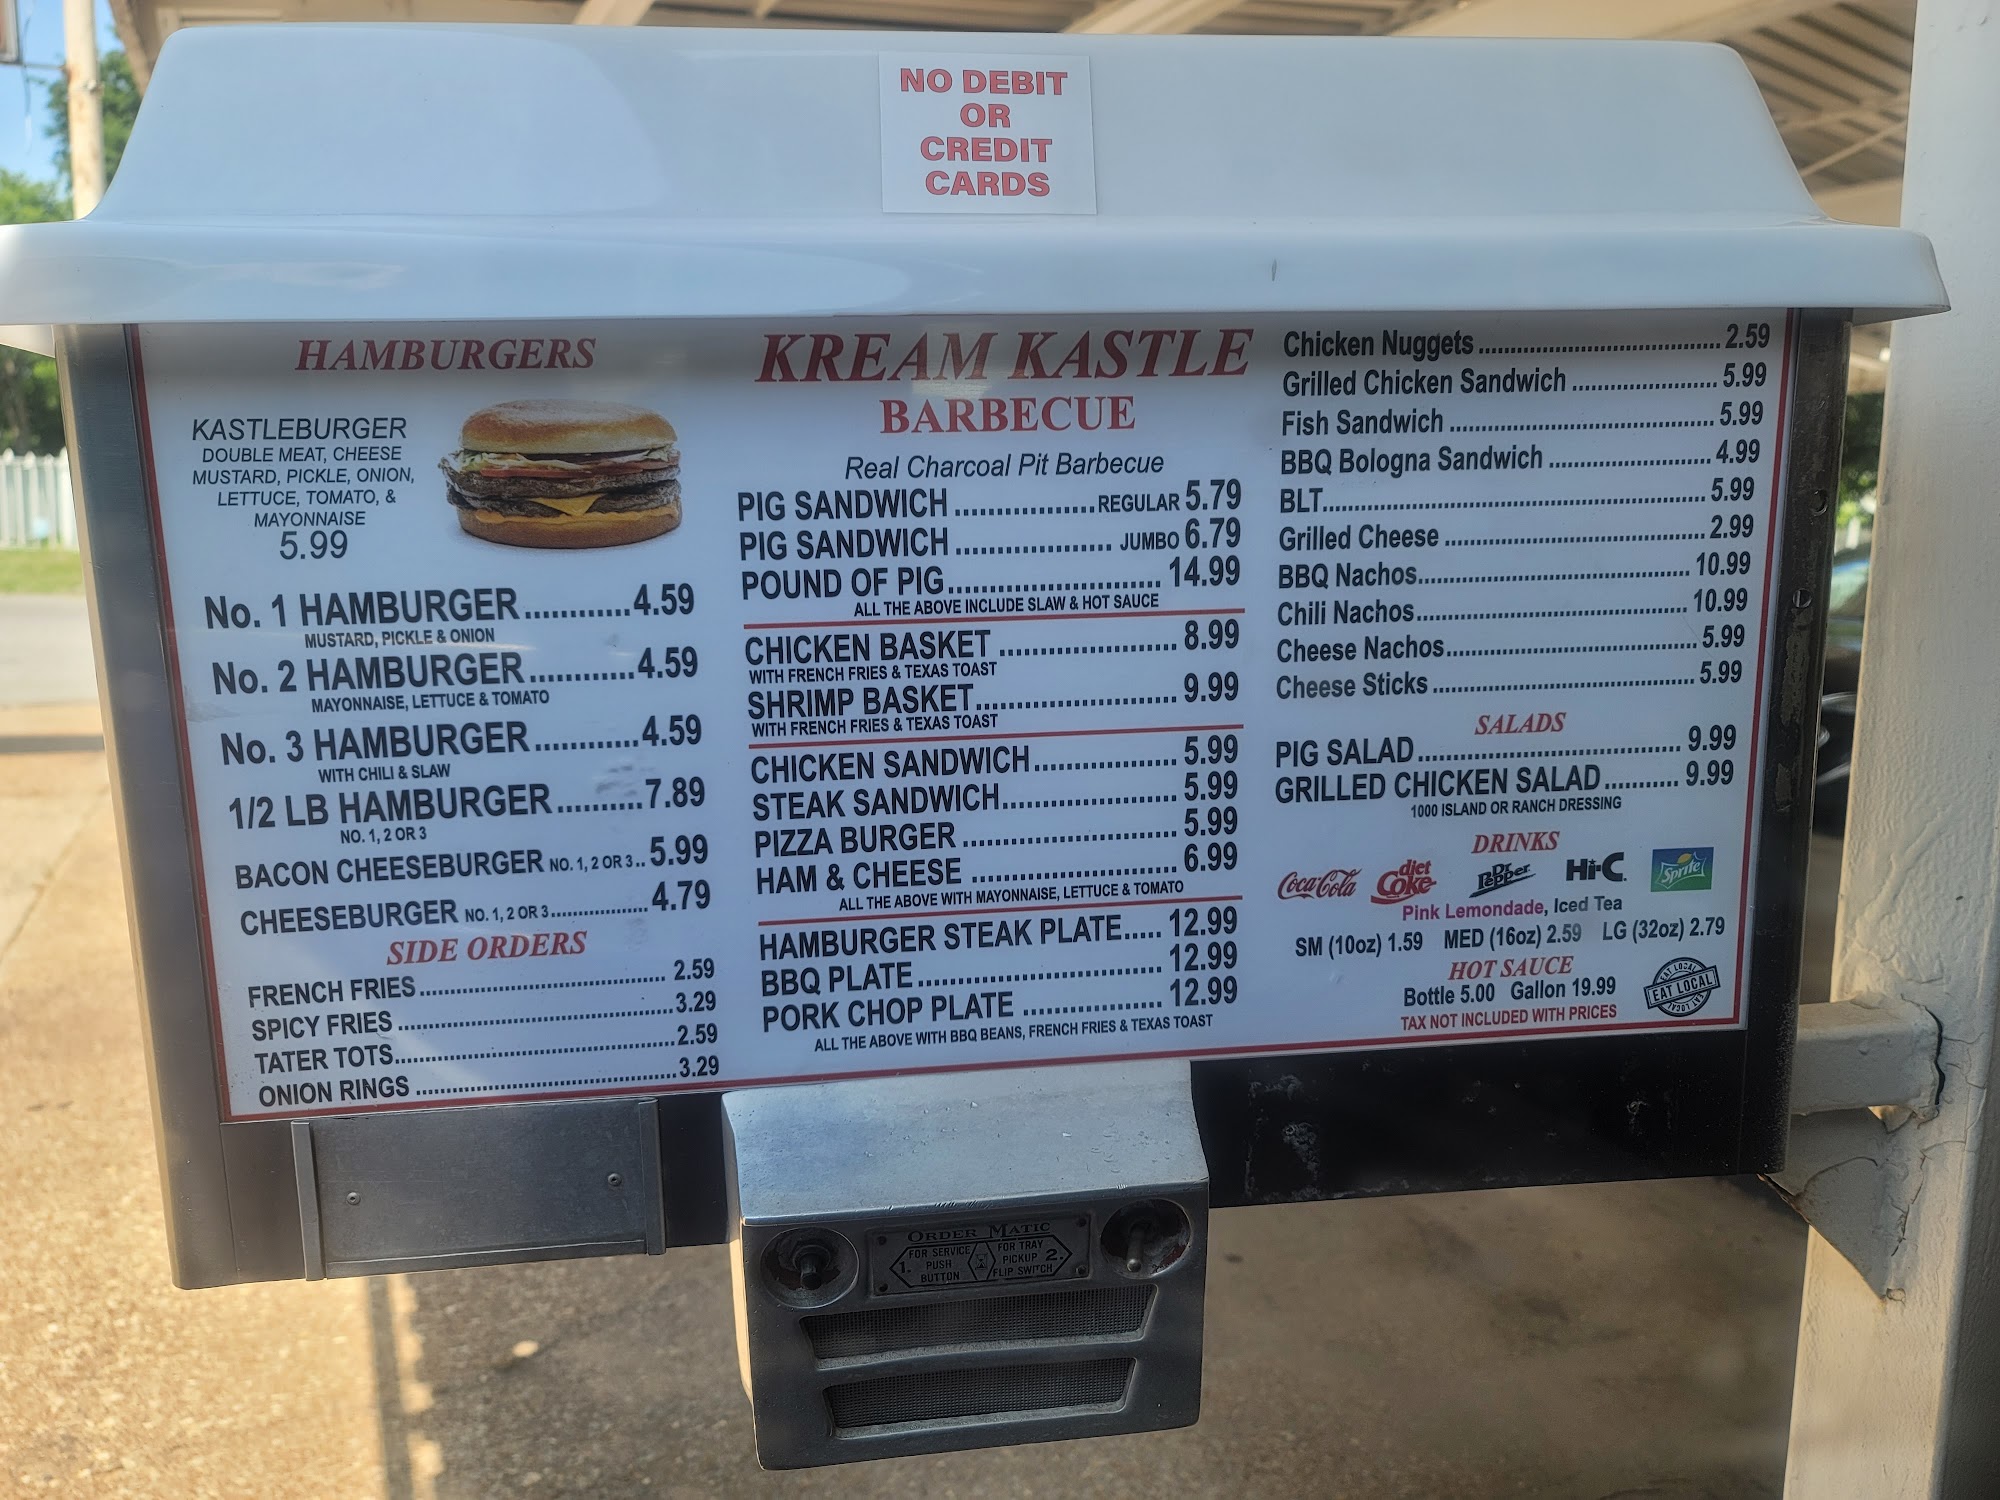 NO DEBIT
OR
CREDIT
CARDS
HAMBURGERS
KASTLEBURGER
DOUBLE MEAT, CHEESE
MUSTARD, PICKLE, ONION,
LETTUCE, TOMATO, &
MAYONNAISE
5.99
No. 1 HAMBURGER............4.59
MUSTARD, PICKLE & ONION
No. 2 HAMBURGER............4.59
MAYONNAISE, LETTUCE & TOMATO
No. 3 HAMBURGER............4.59
WITH CHILI & SLAW
1/2 LB HAMBURGER..........7.89
NO. 1, 2 OR 3
BACON CHEESEBURGER NO. 1, 2 OR 3.. 5.99
CHEESEBURGER NO. 1, 2 OR 3................ 4.79
SIDE ORDERS
FRENCH FRIES........................................ 2.59
SPICY FRIES ............................................3.29
TATER TOTS.............................................2.59
ONION RINGS ..........................................3.29
KREAM KASTLE
BARBECUE
Real Charcoal Pit Barbecue
PIG SANDWICH .................REGULAR 5.79
PIG SANDWICH ................... JUMBO 6.79
POUND OF PIG.......................... 14.99
ALL THE ABOVE INCLUDE SLAW & HOT SAUCE
CHICKEN BASKET ...................... 8.99
WITH FRENCH FRIES & TEXAS TOAST
SHRIMP BASKET......................... 9.99
WITH FRENCH FRIES & TEXAS TOAST
CHICKEN SANDWICH.................. 5.99
STEAK SANDWICH...................... 5.99
PIZZA BURGER .......................... 5.99
HAM & CHEESE ......................... 6.99
ALL THE ABOVE WITH MAYONNAISE, LETTUCE & TOMATO
HAMBURGER STEAK PLATE..... 12.99
BBQ PLATE.............................. 12.99
PORK CHOP PLATE ................. 12.99
ALL THE ABOVE WITH BBQ BEANS, FRENCH FRIES & TEXAS TOAST
Chicken Nuggets ........................................ 2.59
Grilled Chicken Sandwich ........................ 5.99
Fish Sandwich ............................................ 5.99
BBQ Bologna Sandwich ........................... 4.99
BLT................................................................ 5.99
Grilled Cheese ........................................... 2.99
BBQ Nachos............................................. 10.99
Chili Nachos............................................. 10.99
Cheese Nachos.......................................... 5.99
Cheese Sticks ........................................... 5.99
SALADS
PIG SALAD................................ 9.99
GRILLED CHICKEN SALAD......... 9.99
1000 ISLAND OR RANCH DRESSING
DRINKS
Coca-Cola diet Coke Dr Pepper Hi-C Sprite
Pink Lemondade, Iced Tea
SM (10oz) 1.59 MED (16oz) 2.59 LG (32oz) 2.79
HOT SAUCE
Bottle 5.00 Gallon 19.99
TAX NOT INCLUDED WITH PRICES
EAT LOCAL
EAT LOCAL
EAT LOCAL
ORDER MATIC
1. FOR SERVICE PUSH BUTTON
FOR TRAY PICKUP FLIP SWITCH 2.